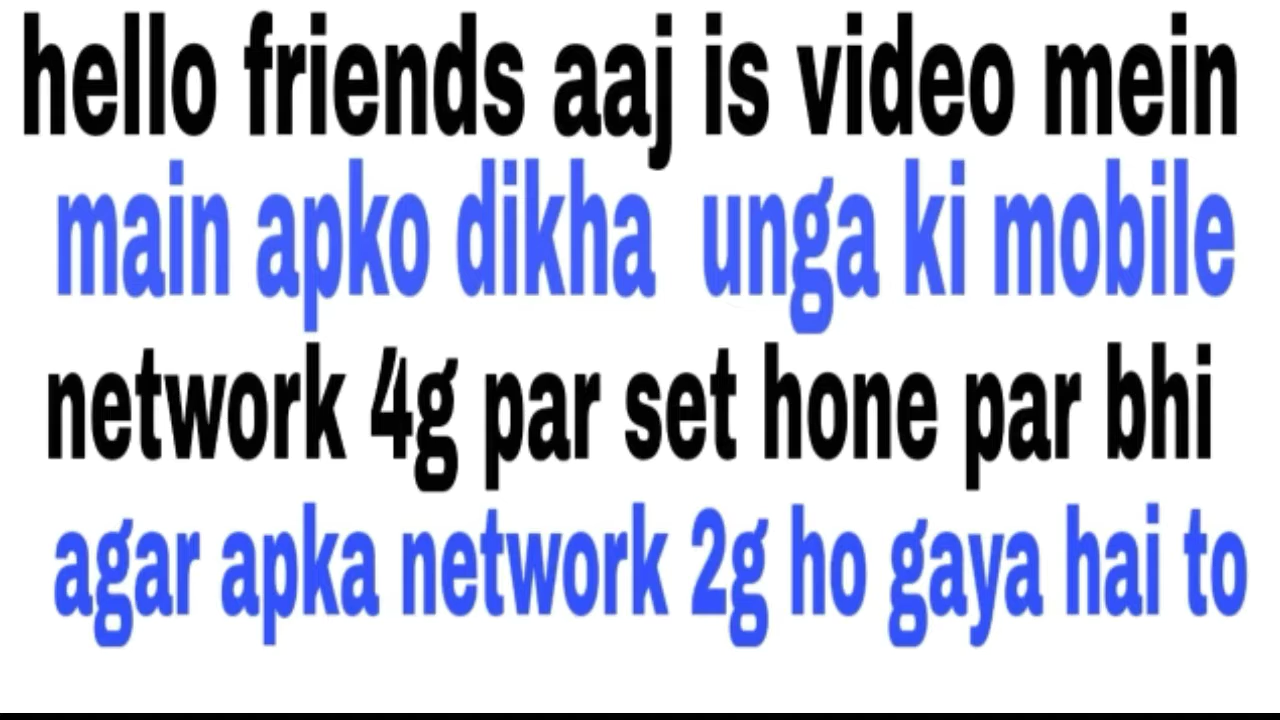 hello friends aaj is video mein
main apko dikha unga ki mobile
network 4g par set hone par bhi
agar apka network 2g ho gaya hai to